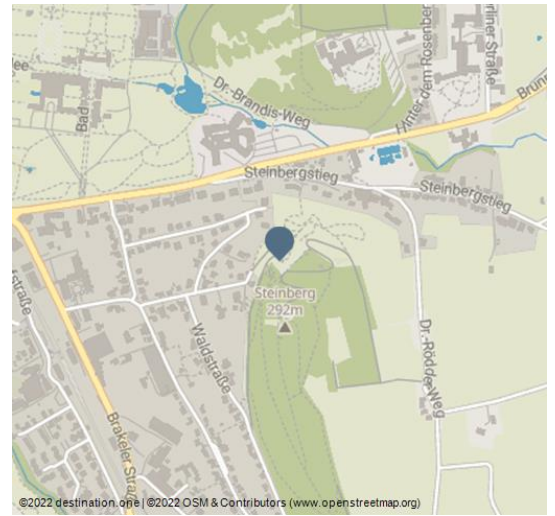 Dr.-Brandis-Weg
Hinter dem Rosenberg
Bad
Steinbergstieg
Steinbergstieg
Steinberg
292m
Waldstraße
Dr.-Rödder-Weg
Brakeler Straße
©2022 destination.one | ©2022 OSM & Contributors (www.openstreetmap.org)